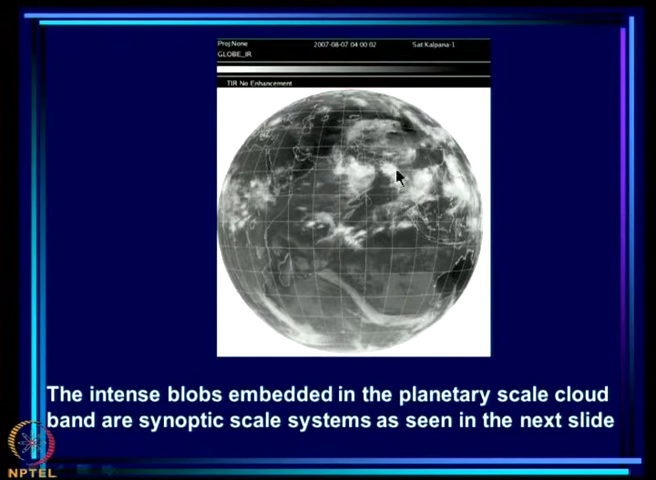 Proj:None 2007-08-07 04:00:02 Sat:Kalpana-1
GLOBE_IR
TIR No Enhancement
The intense blobs embedded in the planetary scale cloud
band are synoptic scale systems as seen in the next slide
NPTEL